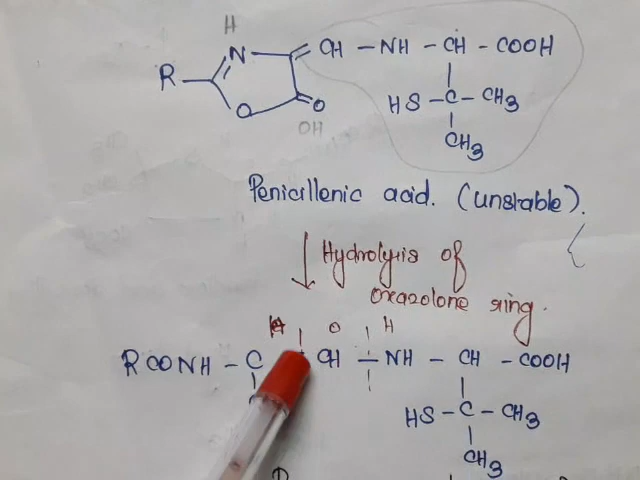 H
N = CH - NH - CH - COOH
R
O O HS - C - CH3
OH
CH3
Penicillenic acid. (unstable).
Hydrolysis of
Oxazolone ring.
H O H
RCONH - C CH - NH - CH - COOH
HS - C - CH3
CH3